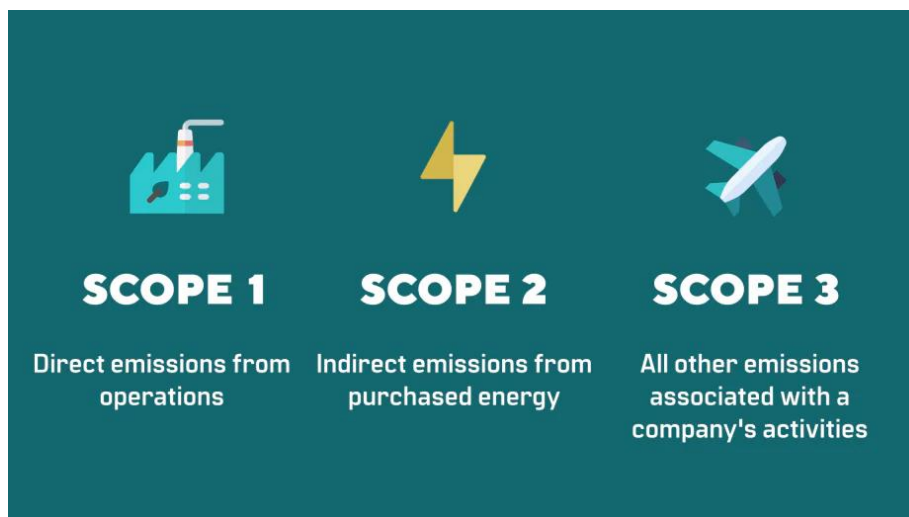 SCOPE 1
Direct emissions from
operations
SCOPE 2
Indirect emissions from
purchased energy
SCOPE 3
All other emissions
associated with a
company's activities